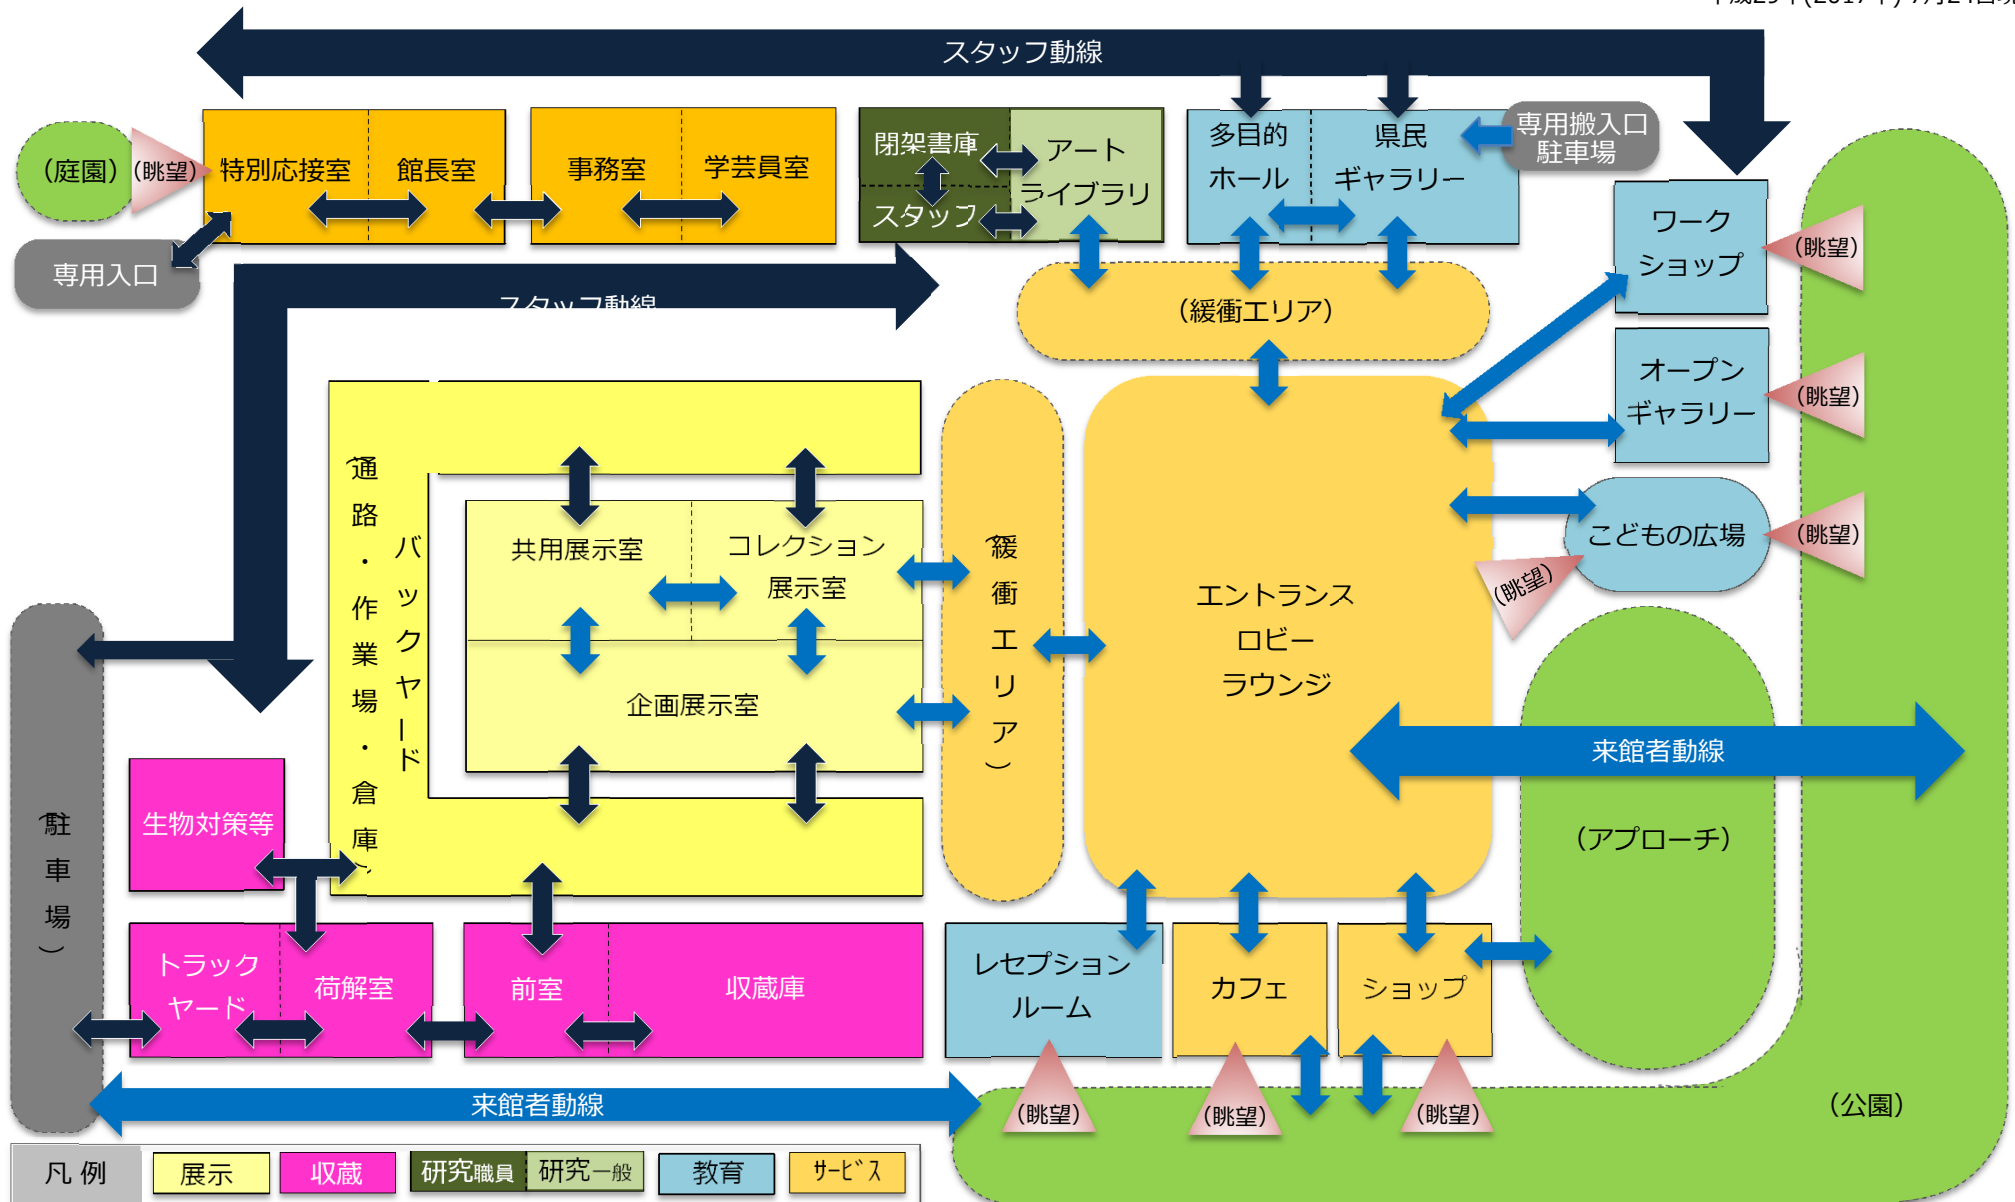 スタッフ動線
(庭園)
(眺望)
特別応接室
館長室
事務室
学芸員室
閉架書庫
スタッフ
アート
ライブラリ
多目的
ホール
県民
ギャラリー
専用搬入口
駐車場
専用入口
スタッフ動線
(緩衝エリア)
ワーク
ショップ
(眺望)
オープン
ギャラリー
(眺望)
こどもの広場
(眺望)
(眺望)
バックヤード
(通路・作業場・倉庫)
共用展示室
コレクション
展示室
企画展示室
(緩衝エリア)
エントランス
ロビー
ラウンジ
来館者動線
(アプローチ)
(駐車場)
生物対策等
トラック
ヤード
荷解室
前室
収蔵庫
レセプション
ルーム
カフェ
ショップ
来館者動線
(眺望)
(眺望)
(眺望)
(公園)
凡例
展示
収蔵
研究職員
研究一般
教育
サービス